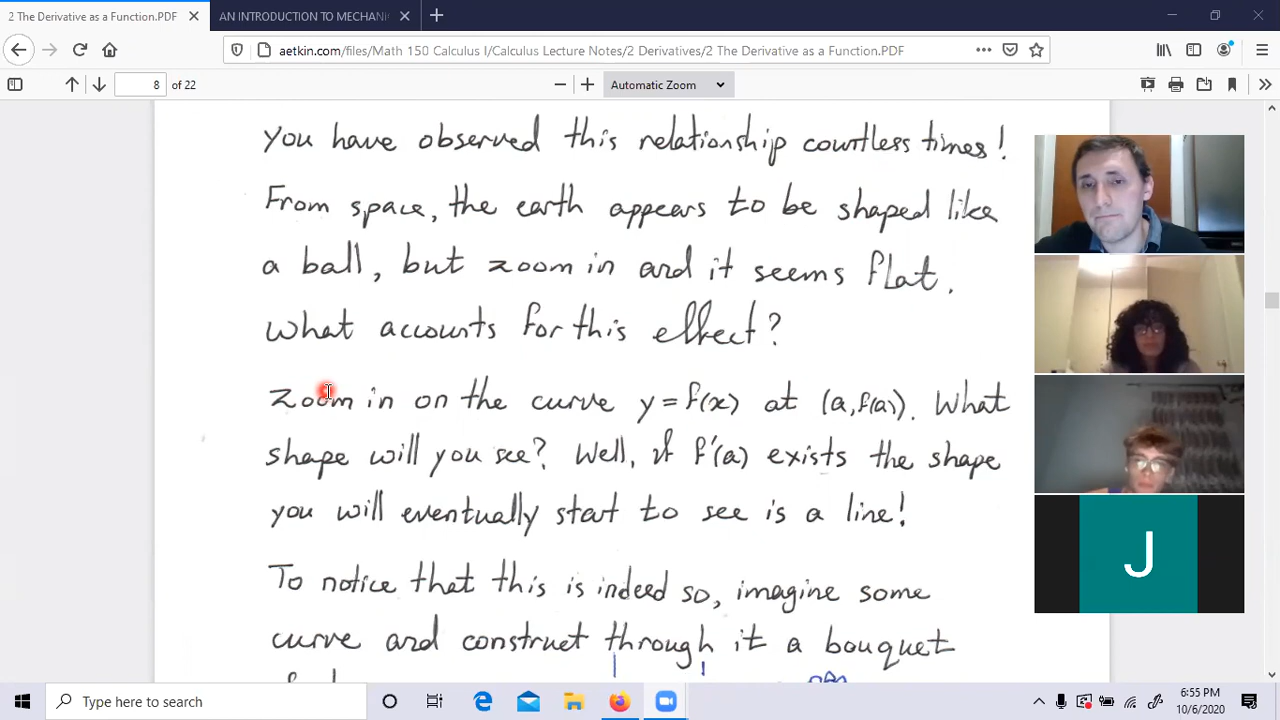 2 The Derivative as a Function.PDF
AN INTRODUCTION TO MECHANI
aetkin.com/files/Math 150 Calculus I/Calculus Lecture Notes/2 Derivatives/2 The Derivative as a Function.PDF
8 of 22
Automatic Zoom
You have observed this relationship countless times!
From space, the earth appears to be shaped like
a ball, but zoom in and it seems flat.
What accounts for this effect?
Zoom in on the curve y = f(x) at (a, f(a)). What
shape will you see? Well, if f'(a) exists the shape
you will eventually start to see is a line!
To notice that this is indeed so, imagine some
curve and construct through it a bouquet
J
Type here to search
6:55 PM
10/6/2020